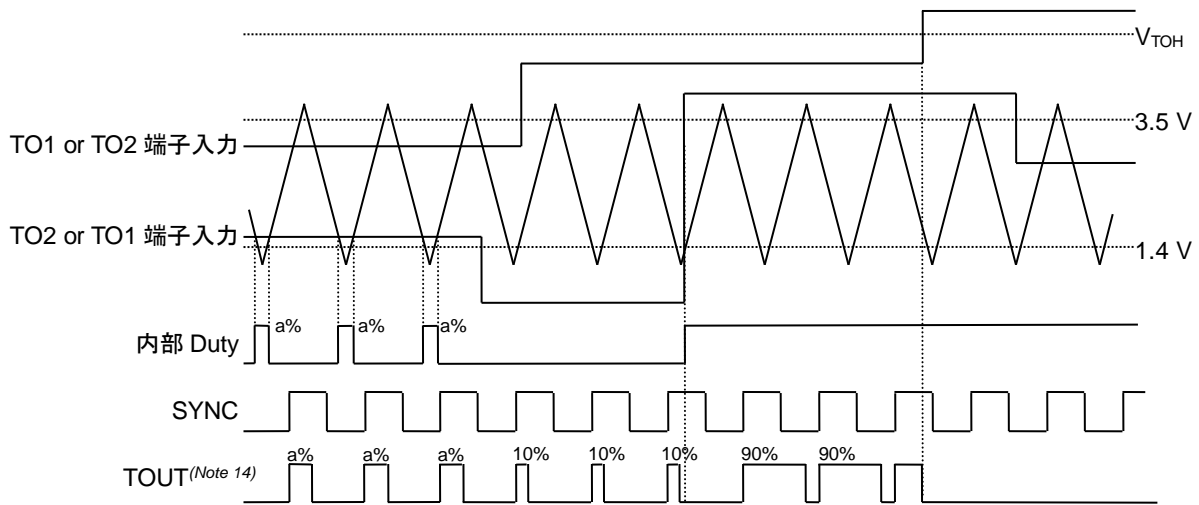 VTOH
3.5 V
TO1 or TO2 端子入力
TO2 or TO1 端子入力
1.4 V
a% a% a%
内部 Duty
SYNC
a% a% a% 10% 10% 10% 90% 90%
TOUT(Note 14)